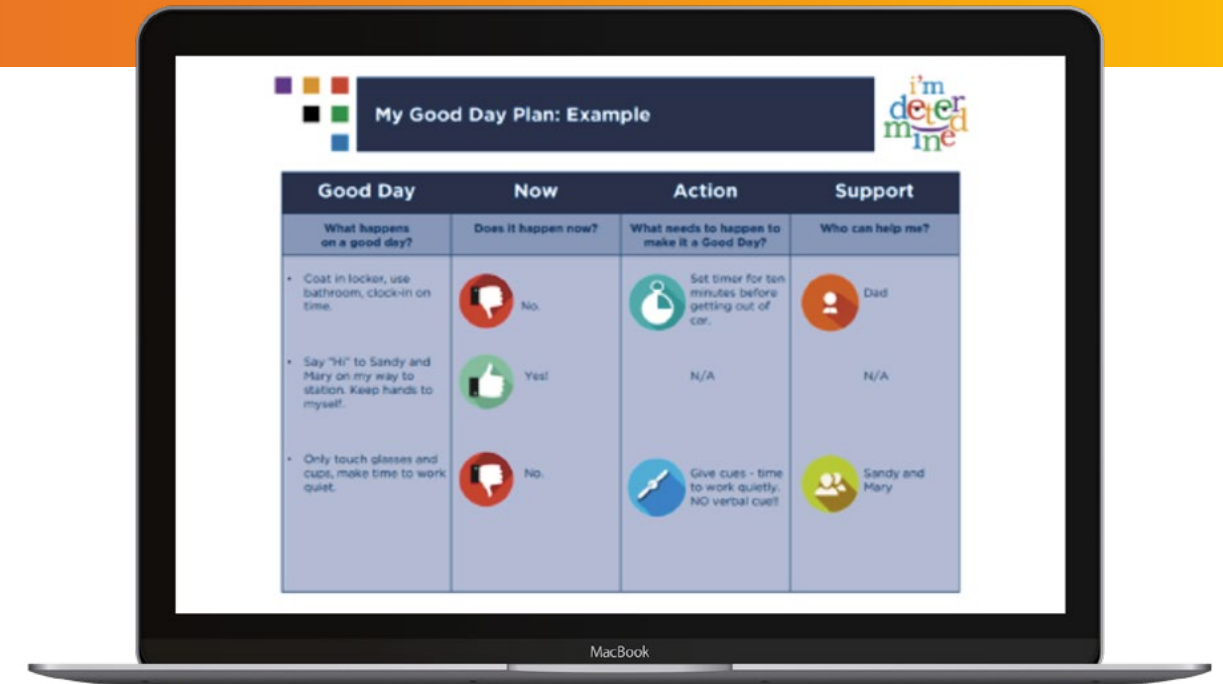 My Good Day Plan: Example
i'm
deter
mined
Good Day
Now
Action
Support
What happens
on a good day?
Does it happen now?
What needs to happen to
make it a Good Day?
Who can help me?
• Coat in locker, use
bathroom, clock-in on
time.
No.
Set timer for ten
minutes before
getting out of
car.
Dad
• Say "Hi" to Sandy and
Mary on my way to
station. Keep hands to
myself.
Yes!
N/A
N/A
• Only touch glasses and
cups, make time to work
quiet.
No.
Give cues - time
to work quietly.
NO verbal cue!!
Sandy and
Mary
MacBook